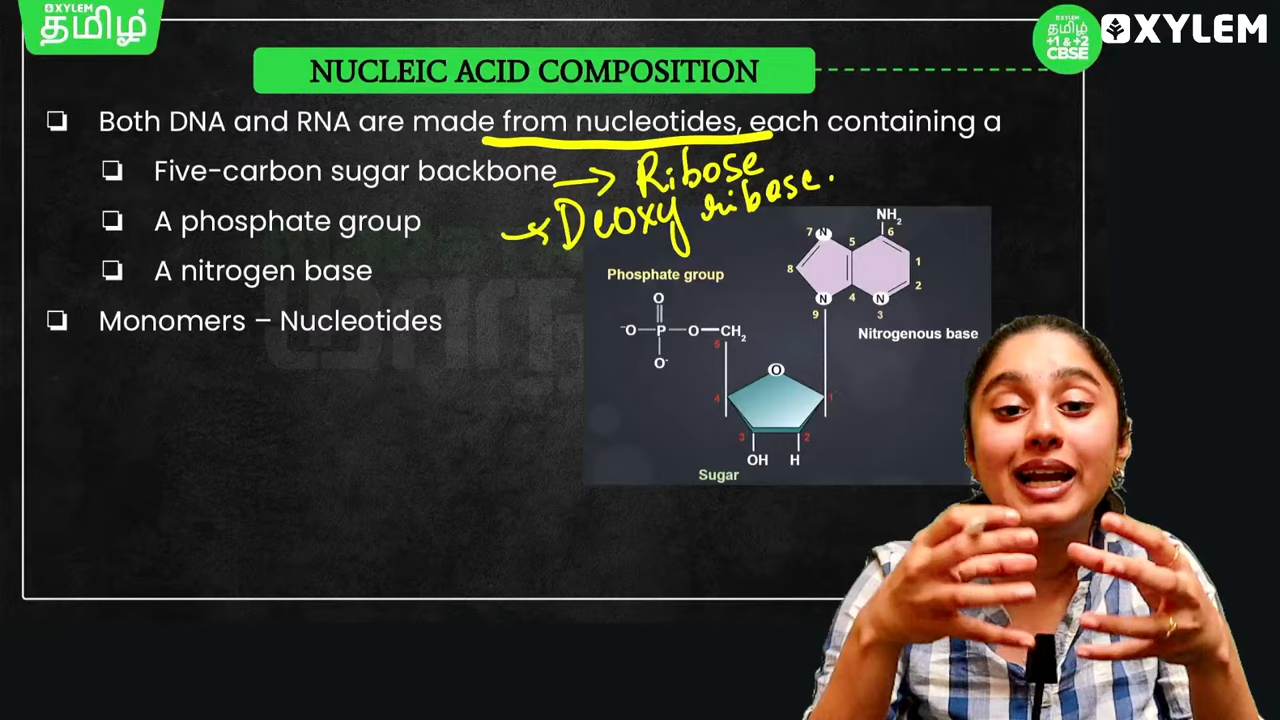 XYLEM
தமிழ்
XYLEM
தமிழ்
+1 & +2
CBSE
XYLEM
NUCLEIC ACID COMPOSITION
Both DNA and RNA are made from nucleotides, each containing a
Five-carbon sugar backbone → Ribose
→ Deoxy ribose.
A phosphate group
A nitrogen base
Monomers – Nucleotides
NH2
7 N 5 6 1
8 2
N 4 N
9 3
Phosphate group
Nitrogenous base
O
-O P O CH2
5
O-
O
4 1
3 2
OH H
Sugar